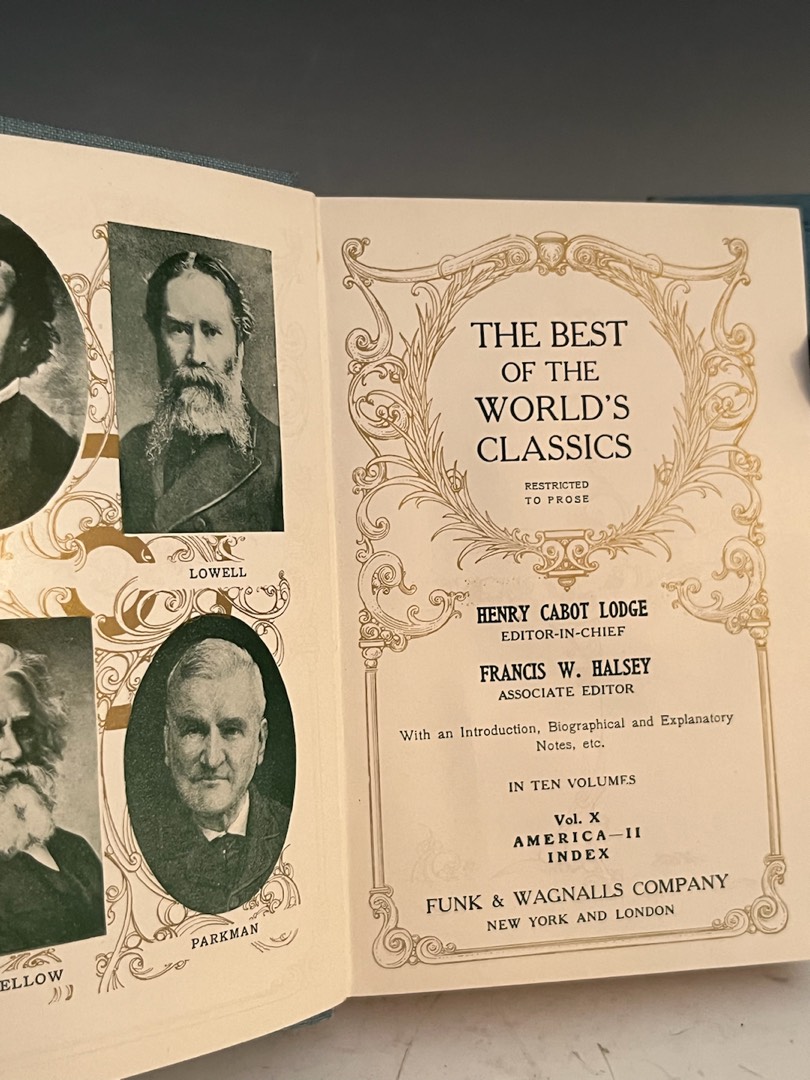 LOWELL
ELLOW
PARKMAN
THE BEST
OF THE
WORLD'S
CLASSICS
RESTRICTED
TO PROSE
HENRY CABOT LODGE
EDITOR-IN-CHIEF
FRANCIS W. HALSEY
ASSOCIATE EDITOR
With an Introduction, Biographical and Explanatory
Notes, etc.
IN TEN VOLUMES
Vol. X
AMERICA—II
INDEX
FUNK & WAGNALLS COMPANY
NEW YORK AND LONDON